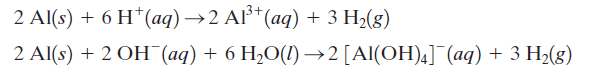 2 Al(s) + 6 H⁺(aq) → 2 Al³⁺(aq) + 3 H₂(g)
2 Al(s) + 2 OH⁻(aq) + 6 H₂O(l) → 2 [Al(OH)₄]⁻(aq) + 3 H₂(g)